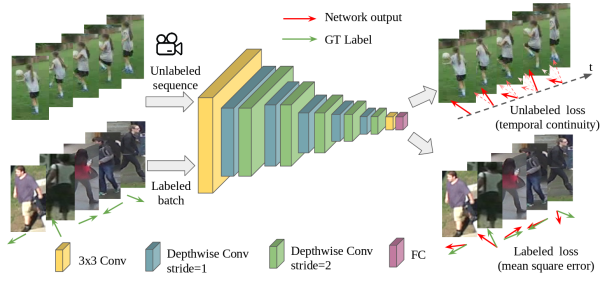 Network output
GT Label
Unlabeled
sequence
t
Unlabeled loss
(temporal continuity)
Labeled
batch
3x3 Conv
Depthwise Conv
stride=1
Depthwise Conv
stride=2
FC
Labeled loss
(mean square error)